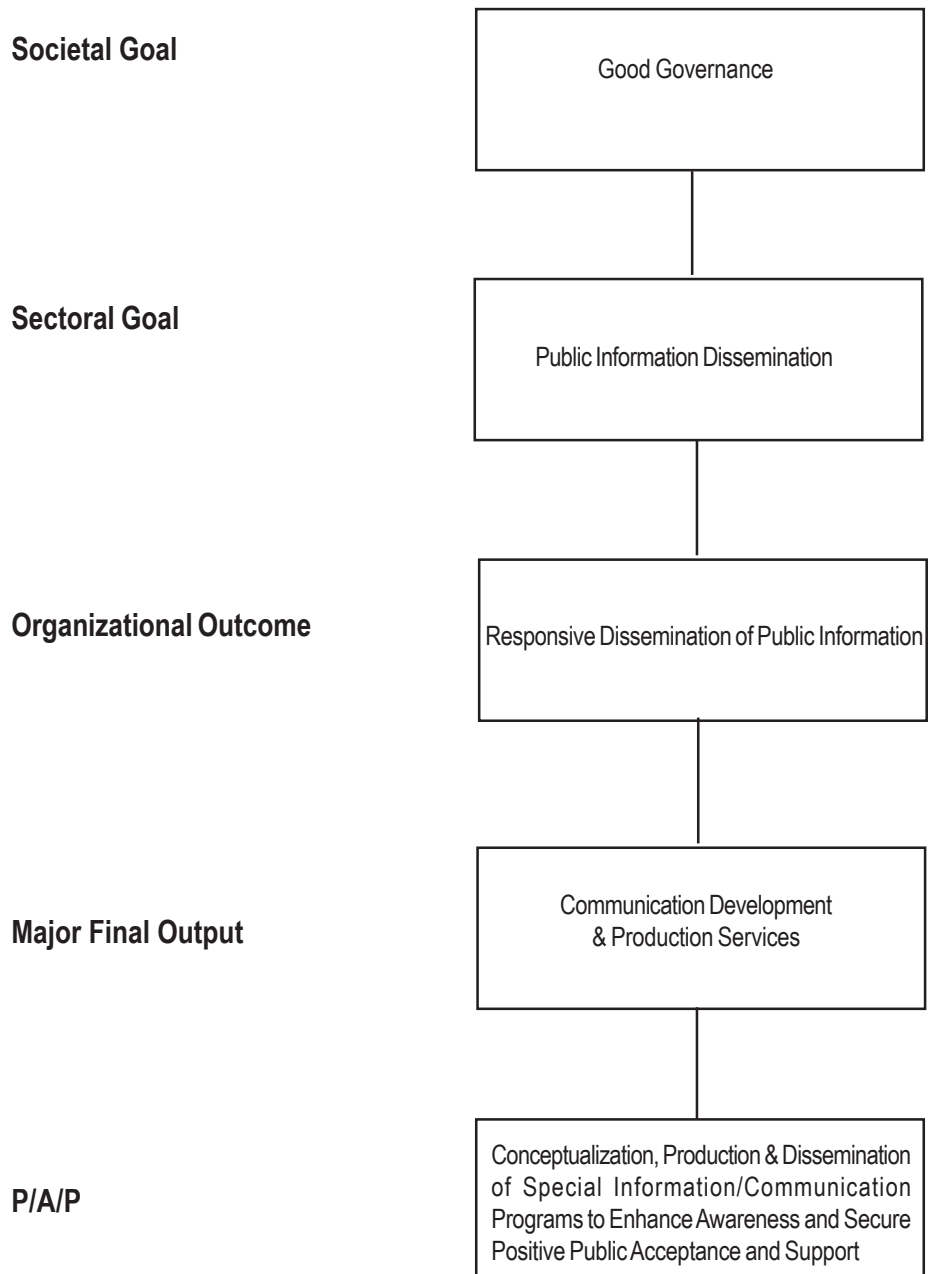 Societal Goal
Good Governance
Sectoral Goal
Public Information Dissemination
Organizational Outcome
Responsive Dissemination of Public Information
Major Final Output
Communication Development
& Production Services
P/A/P
Conceptualization, Production & Dissemination
of Special Information/Communication
Programs to Enhance Awareness and Secure
Positive Public Acceptance and Support